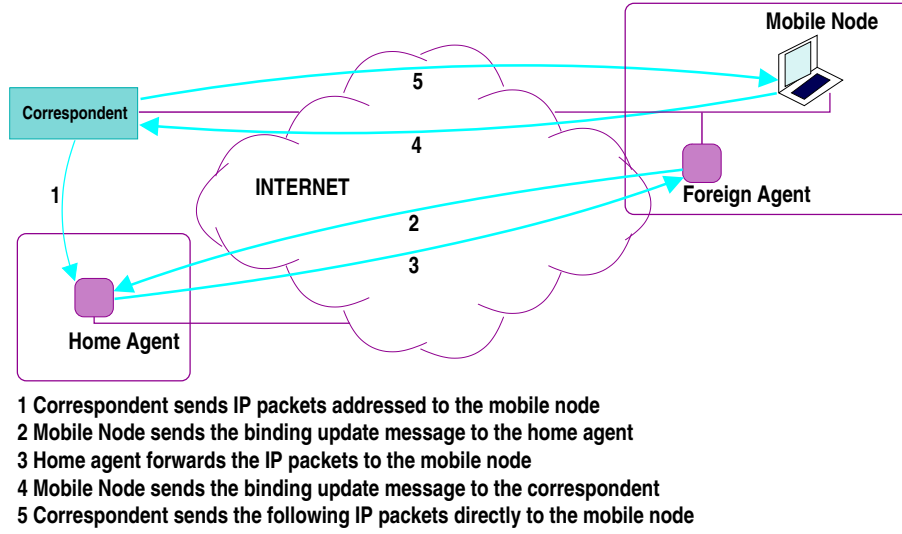 Mobile Node
5
Correspondent
4
INTERNET
1
Foreign Agent
2
3
Home Agent
1 Correspondent sends IP packets addressed to the mobile node
2 Mobile Node sends the binding update message to the home agent
3 Home agent forwards the IP packets to the mobile node
4 Mobile Node sends the binding update message to the correspondent
5 Correspondent sends the following IP packets directly to the mobile node